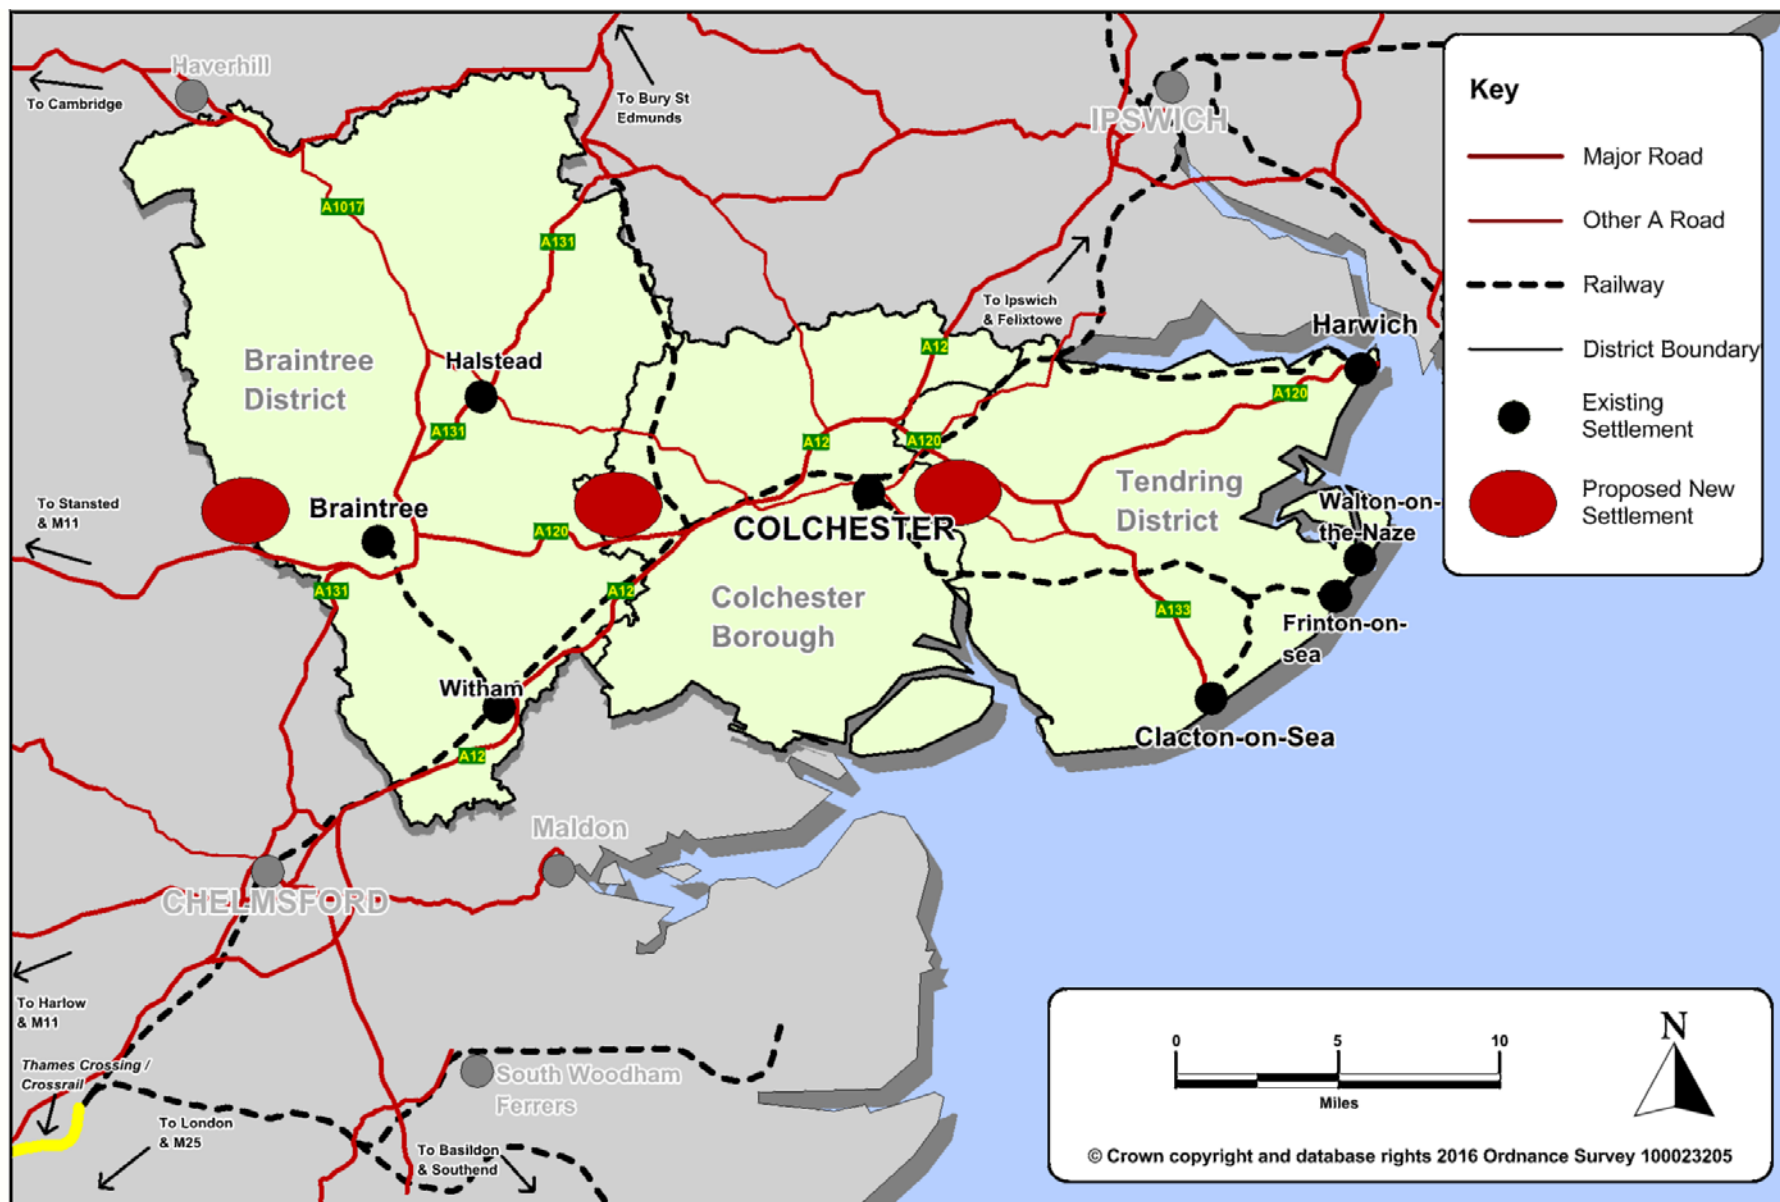 Haverhill
To Cambridge
To Bury St
Edmunds
IPSWICH
A1017
A131
To Ipswich
& Felixtowe
Harwich
A12
Braintree
District
Halstead
A120
A131
A12
A120
Tendring
District
To Stansted
& M11
Braintree
A120
COLCHESTER
Walton-on-
the-Naze
A131
A12
Colchester
Borough
A133
Frinton-on-
sea
Witham
A12
Clacton-on-Sea
Maldon
CHELMSFORD
To Harlow
& M11
Thames Crossing /
Crossrail
South Woodham
Ferrers
To London
& M25
To Basildon
& Southend
Key
Major Road
Other A Road
Railway
District Boundary
Existing
Settlement
Proposed New
Settlement
0 5 10
Miles
N
© Crown copyright and database rights 2016 Ordnance Survey 100023205